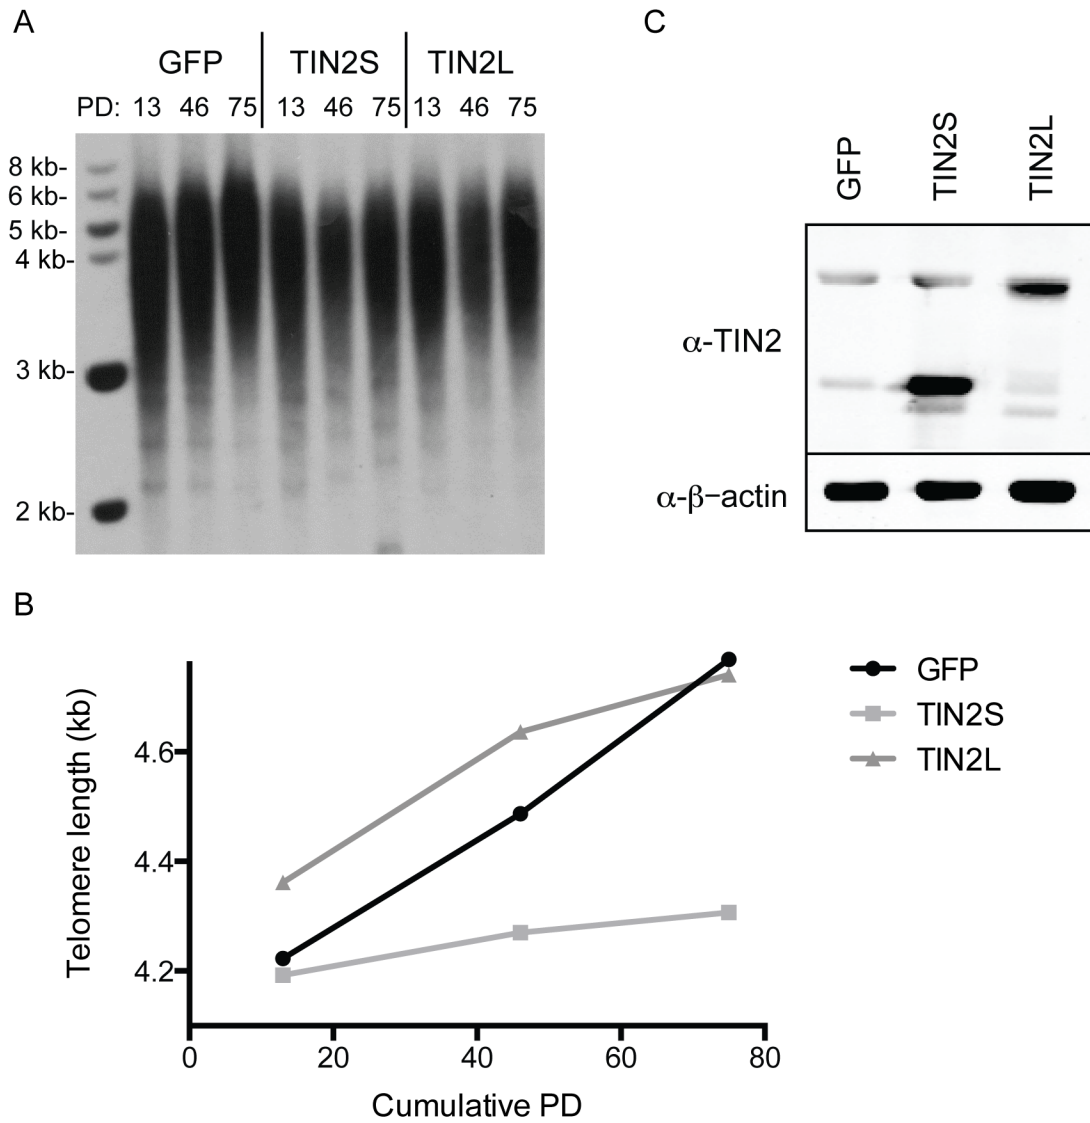 A
GFP TIN2S TIN2L
PD: 13 46 75 13 46 75 13 46 75
8 kb-
6 kb-
5 kb-
4 kb-
3 kb-
2 kb-
C
GFP
TIN2S
TIN2L
α-TIN2
α-β-actin
B
Telomere length (kb)
4.6
4.4
4.2
0 20 40 60 80
Cumulative PD
GFP
TIN2S
TIN2L